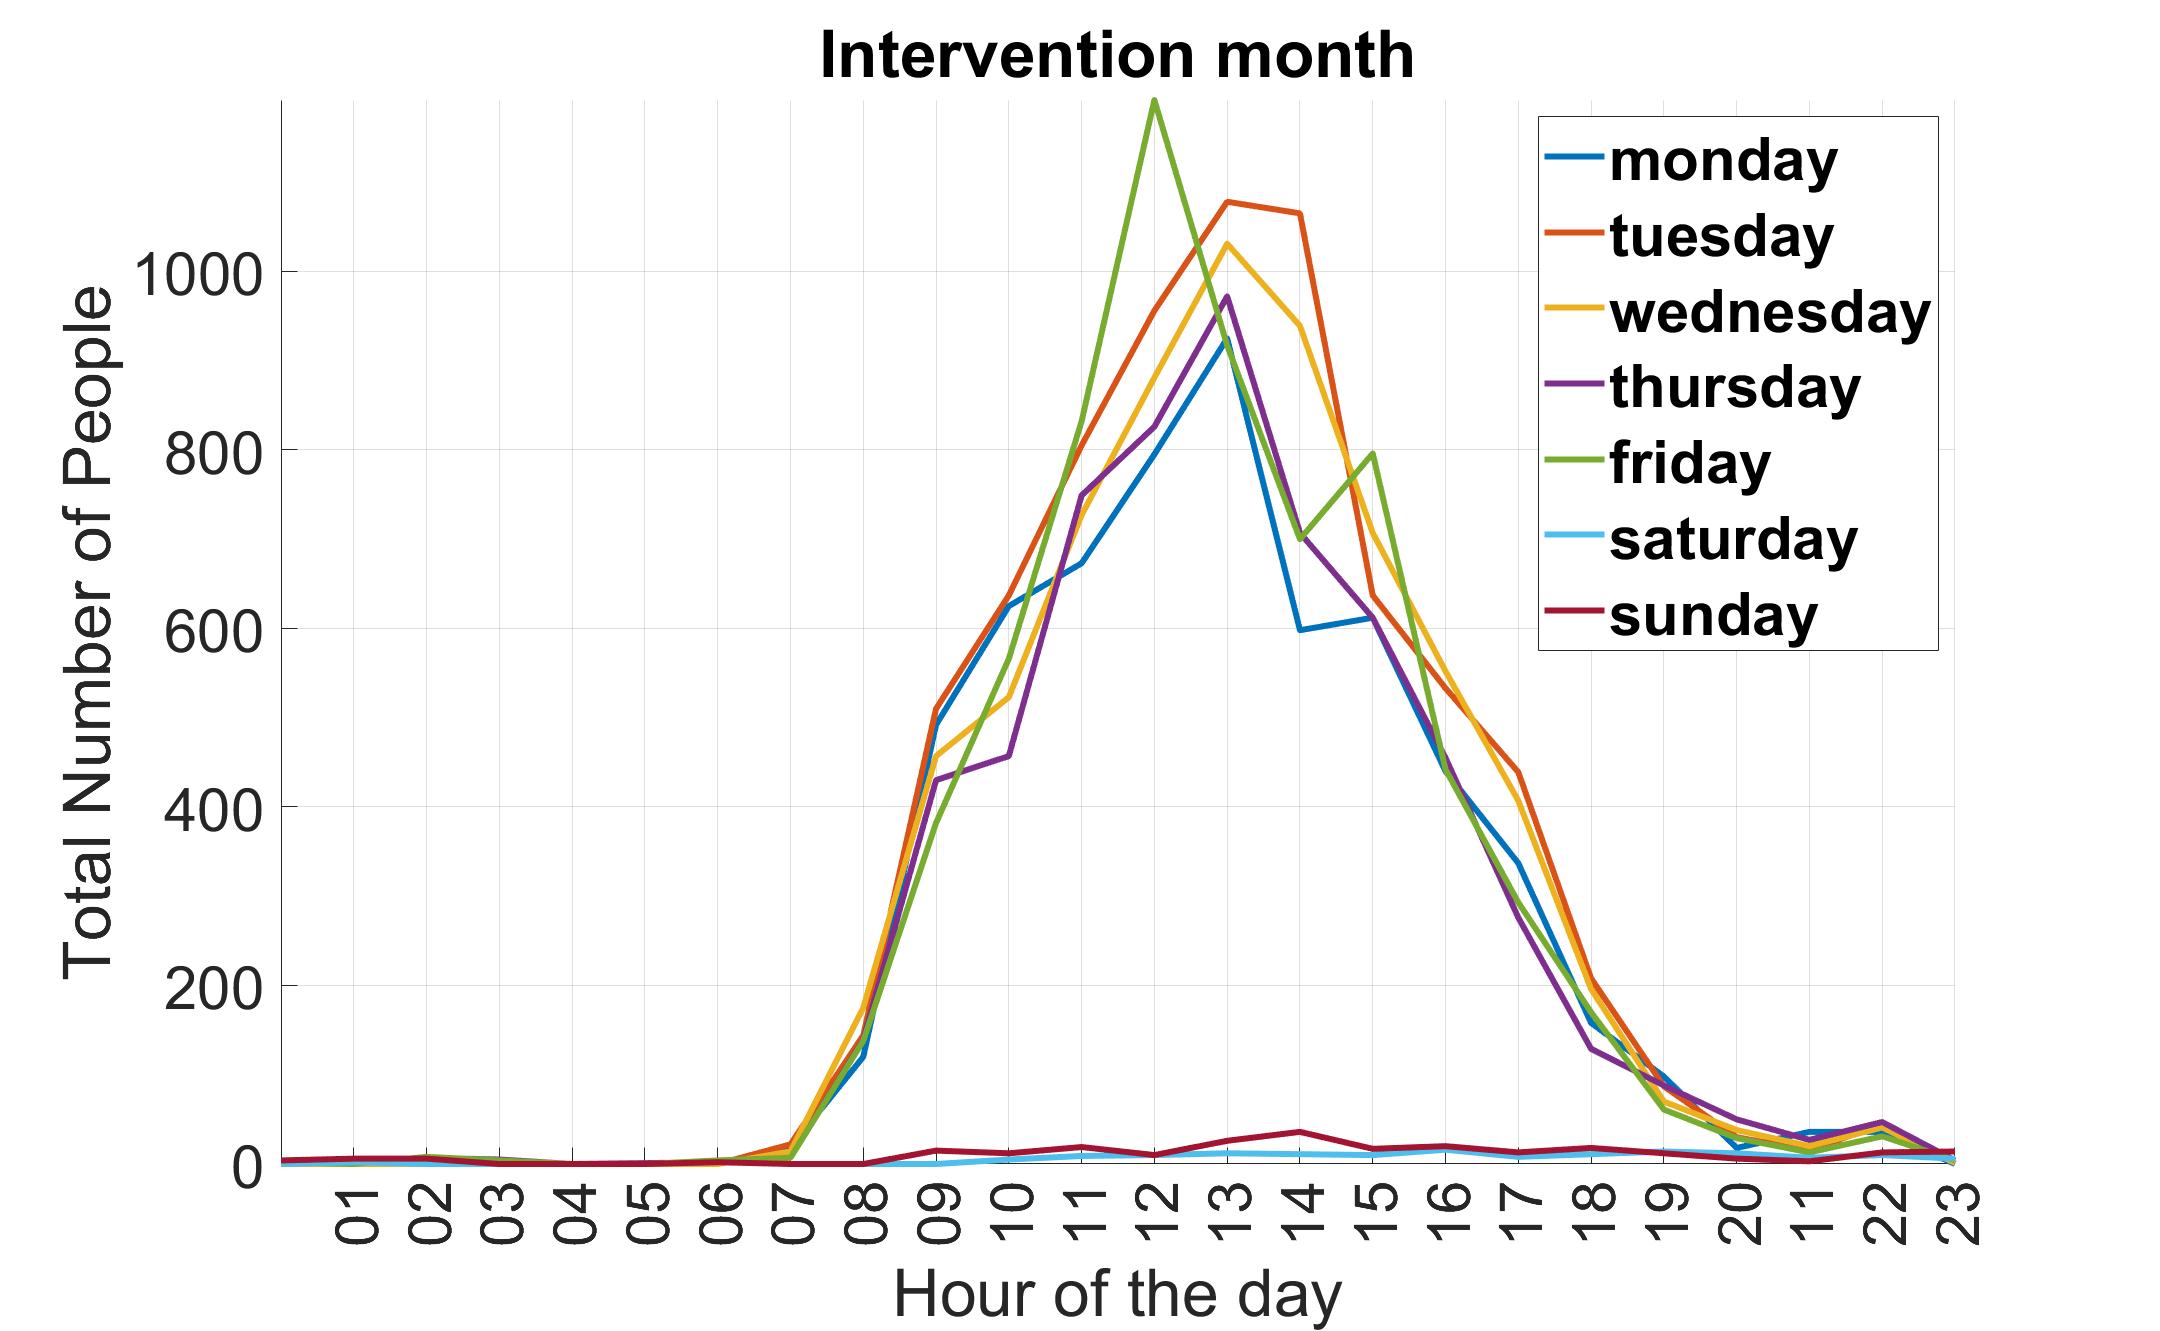 Intervention month
Total Number of People
1000
800
600
400
200
0
monday
tuesday
wednesday
thursday
friday
saturday
sunday
01 02 03 04 05 06 07 08 09 10 11 12 13 14 15 16 17 18 19 20 11 22 23
Hour of the day